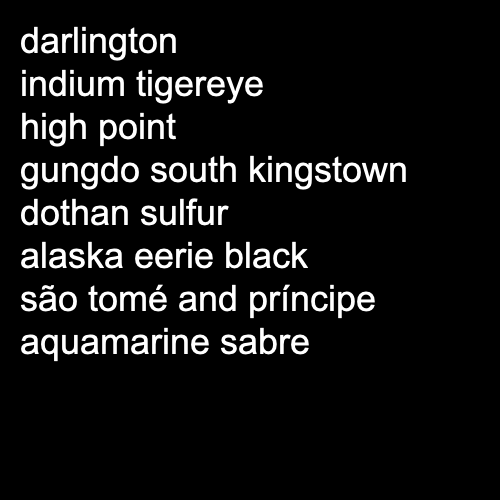 darlington
indium tigereye
high point
gungdo south kingstown
dothan sulfur
alaska eerie black
são tomé and príncipe
aquamarine sabre